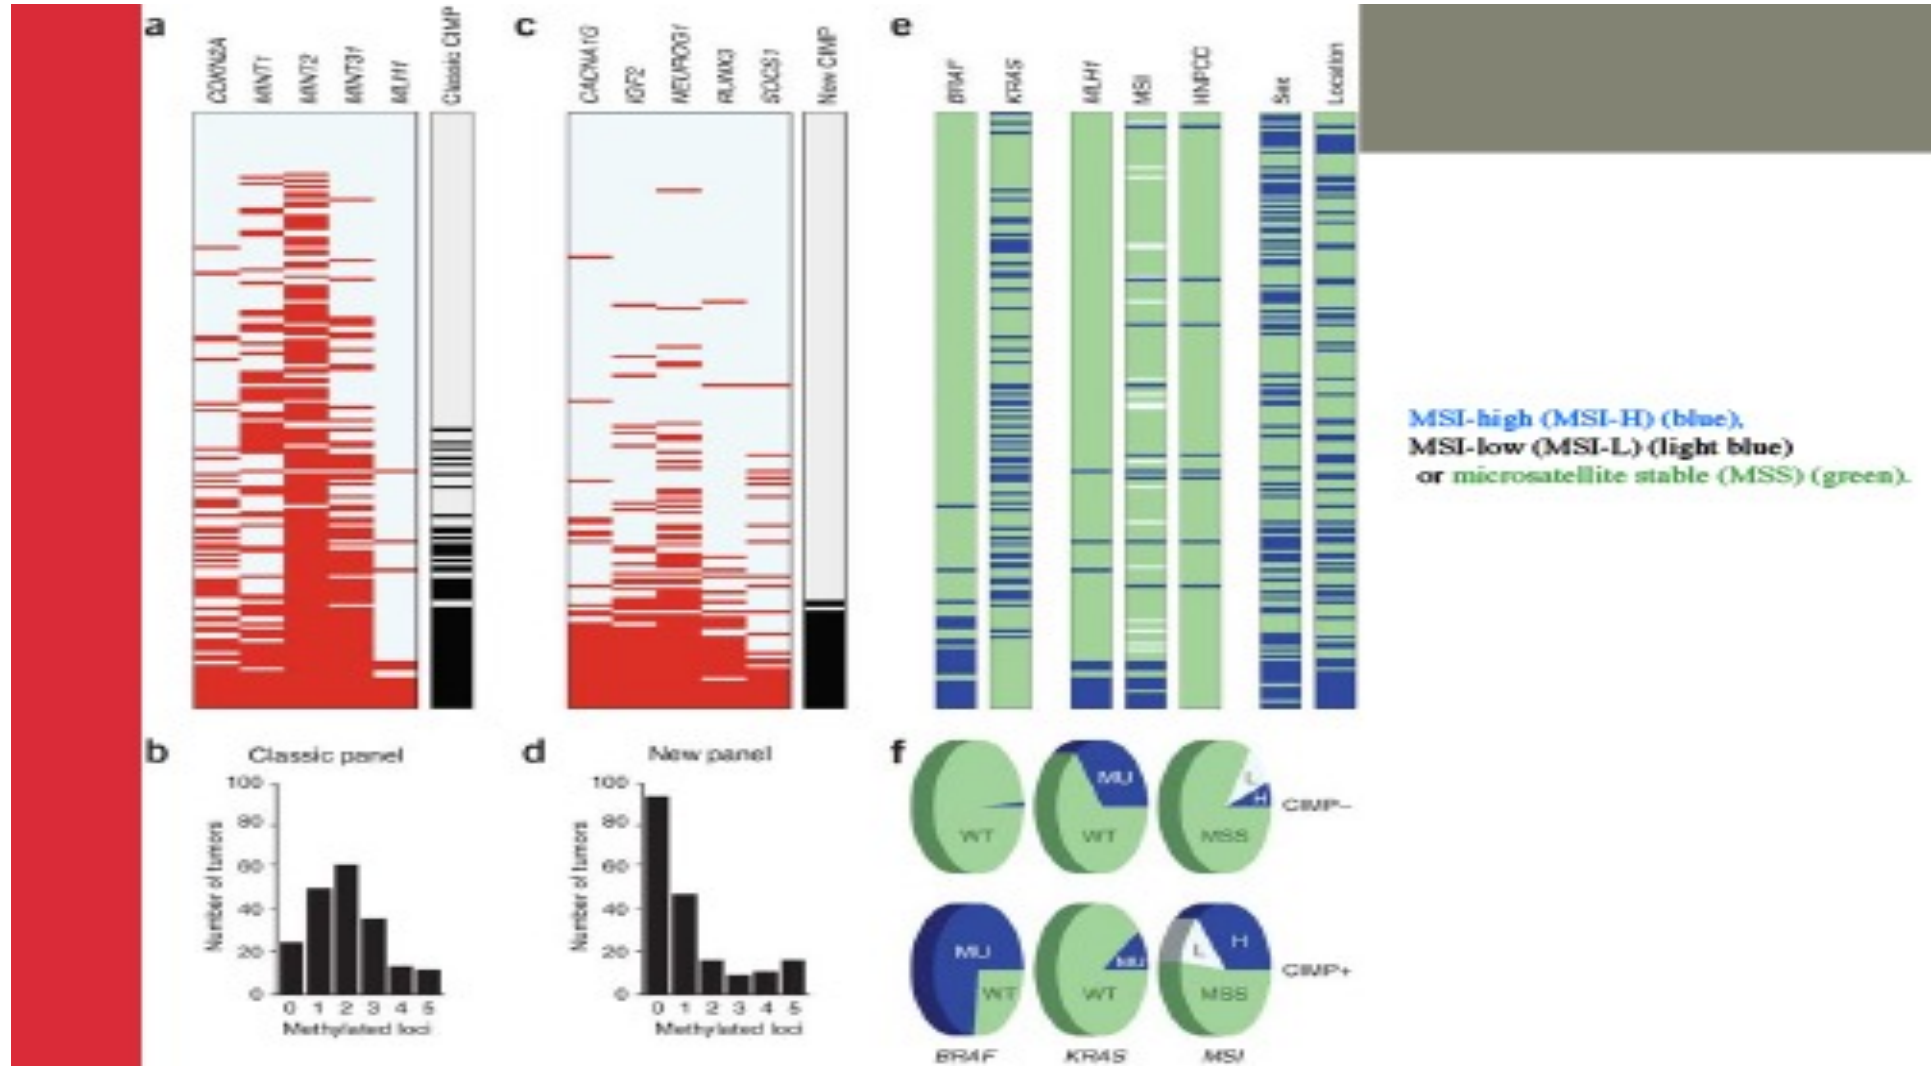 a
CDKN2A
MINT1
MINT2
MINT31
MLH1
Classic CIMP
c
CACNA1G
IGF2
NEUROG1
RUNX3
SOCS1
New CIMP
e
BRAF
KRAS
MLH1
MSI
HNPCC
Sex
Location
MSI-high (MSI-H) (blue),
MSI-low (MSI-L) (light blue)
or microsatellite stable (MSS) (green).
b
Classic panel
Number of tumors
100
80
60
40
20
0
0 1 2 3 4 5
Methylated loci
d
New panel
Number of tumors
100
80
60
40
20
0
0 1 2 3 4 5
Methylated loci
f
WT
MU
WT
L
H
MSS
CIMP–
MU
WT
MU
WT
H
L
MSS
CIMP+
BRAF
KRAS
MSI